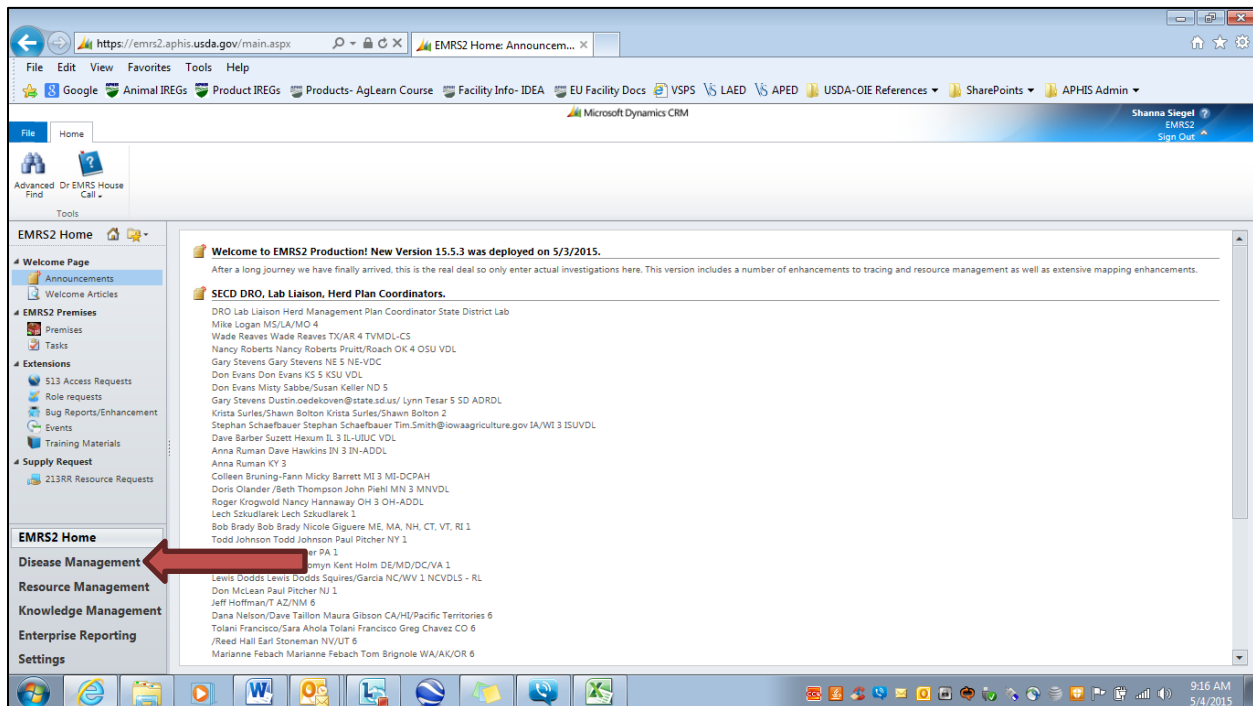 https://emrs2.aphis.usda.gov/main.aspx
EMRS2 Home: Announcem...
File Edit View Favorites Tools Help
Google Animal IREGs Product IREGs Products- AgLearn Course Facility Info- IDEA EU Facility Docs VSPS LAED APED USDA-OIE References SharePoints APHIS Admin
Microsoft Dynamics CRM
Shanna Siegel
EMRS2
Sign Out
File Home
Advanced Find
Dr EMRS House Call
Tools
EMRS2 Home
Welcome Page
Announcements
Welcome Articles
EMRS2 Premises
Premises
Tasks
Extensions
513 Access Requests
Role requests
Bug Reports/Enhancement
Events
Training Materials
Supply Request
213RR Resource Requests
EMRS2 Home
Disease Management
Resource Management
Knowledge Management
Enterprise Reporting
Settings
Welcome to EMRS2 Production! New Version 15.5.3 was deployed on 5/3/2015.
After a long journey we have finally arrived, this is the real deal so only enter actual investigations here. This version includes a number of enhancements to tracing and resource management as well as extensive mapping enhancements.
SECD DRO, Lab Liaison, Herd Plan Coordinators.
DRO Lab Liaison Herd Management Plan Coordinator State District Lab
Mike Logan MS/LA/MO 4
Wade Reaves Wade Reaves TX/AR 4 TVMDL-CS
Nancy Roberts Nancy Roberts Pruitt/Roach OK 4 OSU VDL
Gary Stevens Gary Stevens NE 5 NE-VDC
Don Evans Don Evans KS 5 KSU VDL
Don Evans Misty Sabbe/Susan Keller ND 5
Gary Stevens Dustin.oedekoven@state.sd.us/ Lynn Tesar 5 SD ADRDL
Krista Surles/Shawn Bolton Krista Surles/Shawn Bolton 2
Stephan Schaefbauer Stephan Schaefbauer Tim.Smith@iowaagriculture.gov IA/WI 3 ISUVDL
Dave Barber Suzett Hexum IL 3 IL-UIUC VDL
Anna Ruman Dave Hawkins IN 3 IN-ADDL
Anna Ruman KY 3
Colleen Bruning-Fann Micky Barrett MI 3 MI-DCPAH
Doris Olander /Beth Thompson John Piehl MN 3 MNVDL
Roger Krogwold Nancy Hannaway OH 3 OH-ADDL
Lech Szkudlarek Lech Szkudlarek 1
Bob Brady Bob Brady Nicole Giguere ME, MA, NH, CT, VT, RI 1
Todd Johnson Todd Johnson Paul Pitcher NY 1
er PA 1
omyn Kent Holm DE/MD/DC/VA 1
Lewis Dodds Lewis Dodds Squires/Garcia NC/WV 1 NCVDLS - RL
Don McLean Paul Pitcher NJ 1
Jeff Hoffman/T AZ/NM 6
Dana Nelson/Dave Taillon Maura Gibson CA/HI/Pacific Territories 6
Tolani Francisco/Sara Ahola Tolani Francisco Greg Chavez CO 6
/Reed Hall Earl Stoneman NV/UT 6
Marianne Febach Marianne Febach Tom Brignole WA/AK/OR 6
9:16 AM
5/4/2015